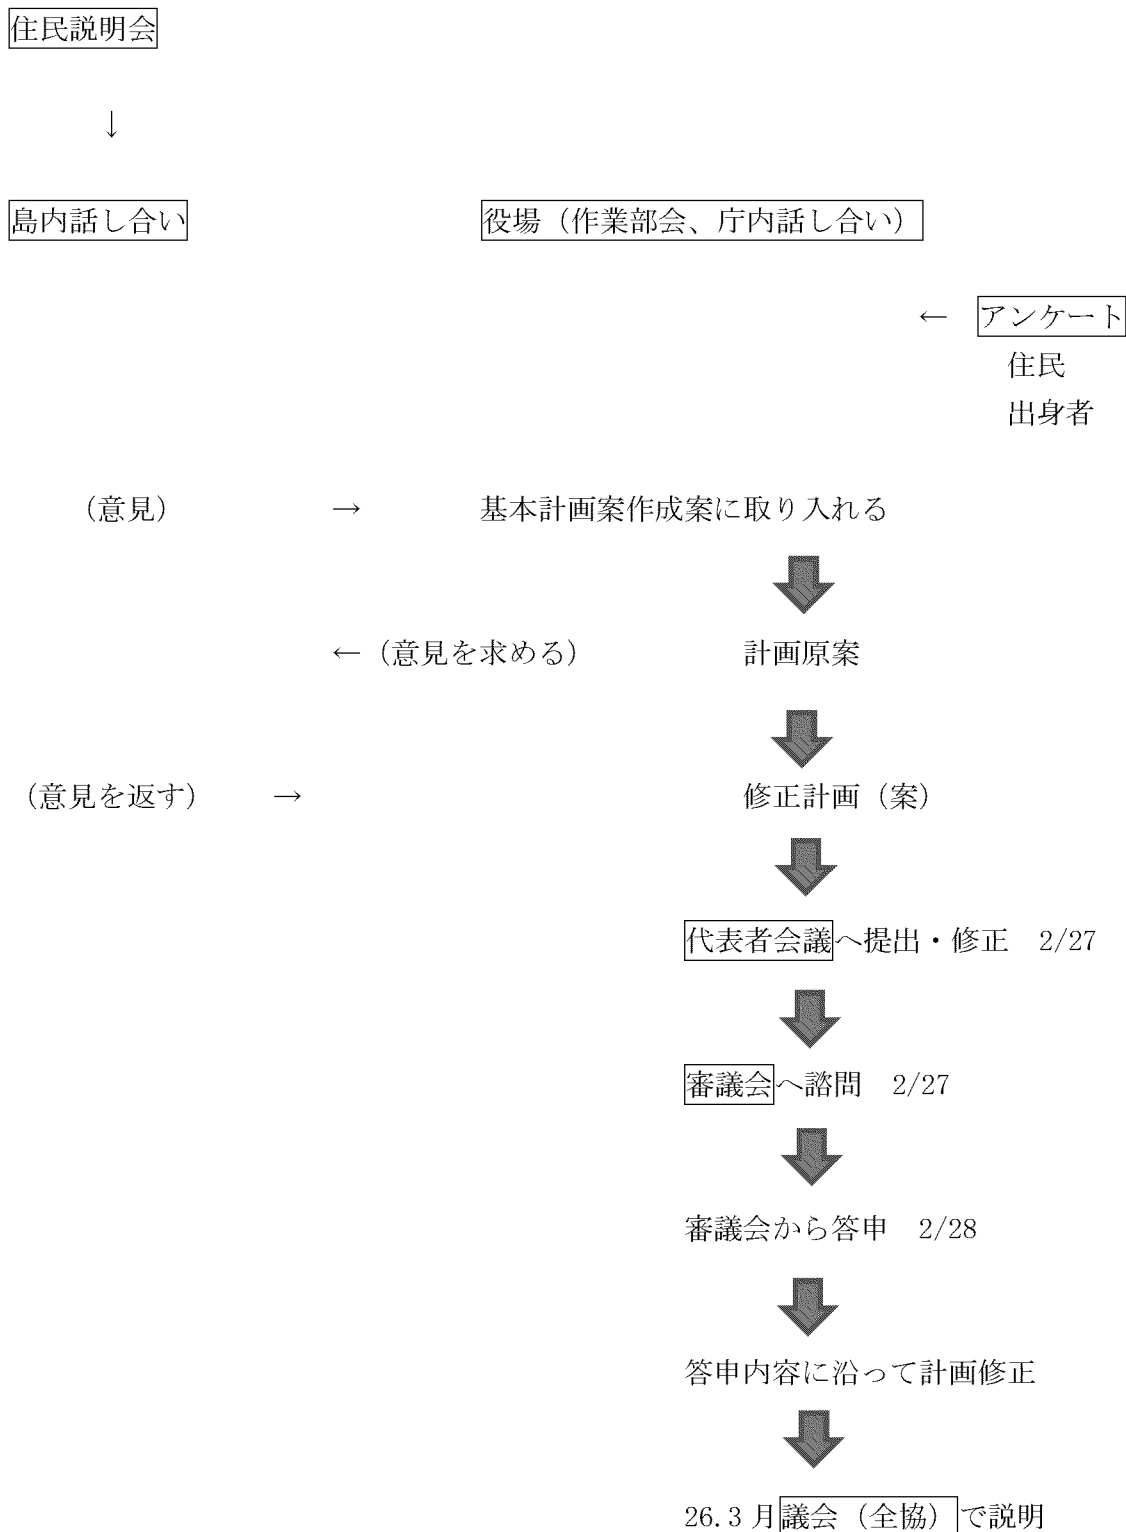 住民説明会
↓
島内話し合い 役場（作業部会、庁内話し合い）
← アンケート
住民
出身者
（意見） → 基本計画案作成案に取り入れる
←（意見を求める） 計画原案
（意見を返す） → 修正計画（案）
代表者会議へ提出・修正 2/27
審議会へ諮問 2/27
審議会から答申 2/28
答申内容に沿って計画修正
26.3月議会（全協）で説明